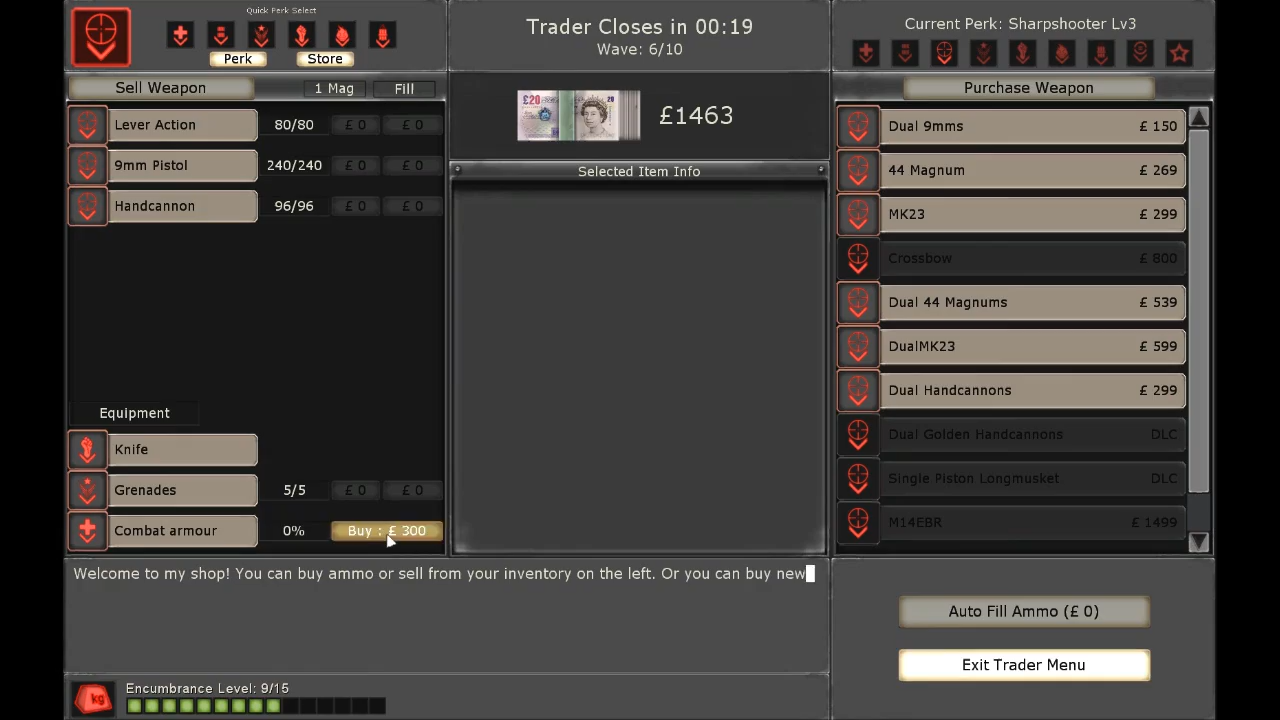 Quick Perk Select
Perk
Store
Trader Closes in 00:19
Wave: 6/10
Current Perk: Sharpshooter Lv3
Sell Weapon
1 Mag
Fill
Lever Action 80/80 £ 0 £ 0
9mm Pistol 240/240 £ 0 £ 0
Handcannon 96/96 £ 0 £ 0
£20
20
£1463
Selected Item Info
Purchase Weapon
Dual 9mms £ 150
44 Magnum £ 269
MK23 £ 299
Crossbow £ 800
Dual 44 Magnums £ 539
DualMK23 £ 599
Dual Handcannons £ 299
Dual Golden Handcannons DLC
Single Piston Longmusket DLC
M14EBR £ 1499
Equipment
Knife
Grenades 5/5 £ 0 £ 0
Combat armour 0% Buy : £ 300
Welcome to my shop! You can buy ammo or sell from your inventory on the left. Or you can buy new
Auto Fill Ammo (£ 0)
Exit Trader Menu
kg
Encumbrance Level: 9/15